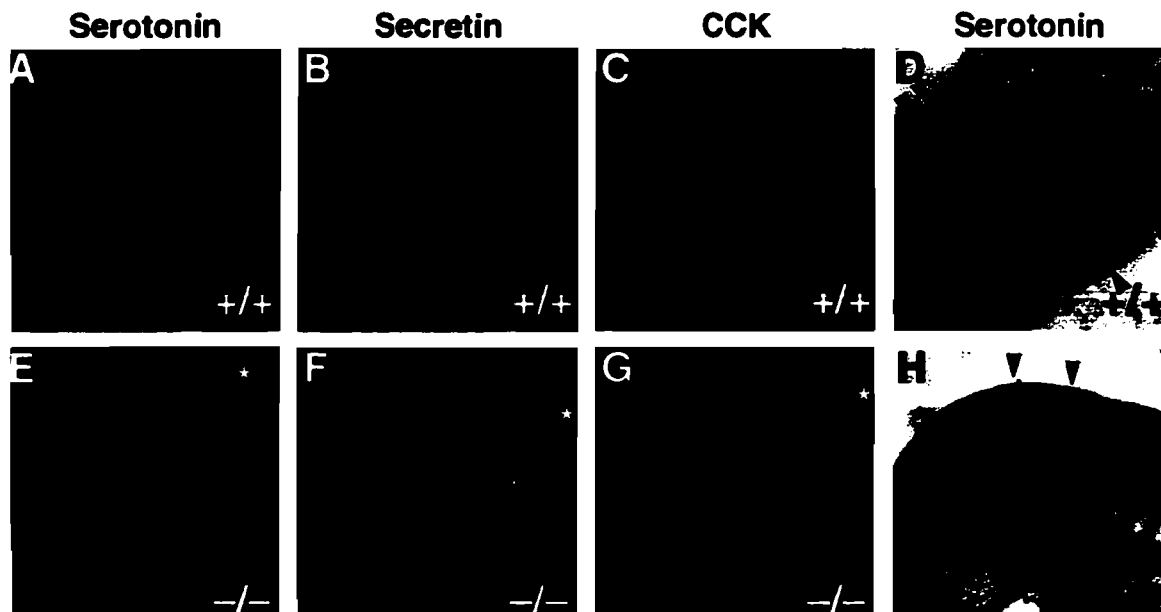 Serotonin Secretin CCK Serotonin
A B C D
+/+ +/+ +/+ +/+
E F G H
−/− −/− −/−